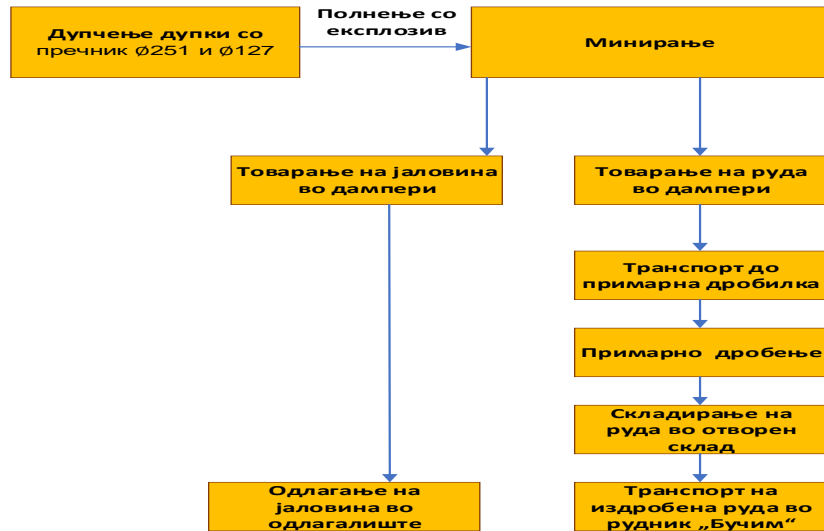 Дупчење дупки со
пречник ∅251 и ∅127
Полнење со
експлозив
Минирање
Товарање на јаловина
во дампери
Товарање на руда
во дампери
Транспорт до
примарна дробилка
Примарно дробење
Складирање на
руда во отворен
склад
Одлагање на
јаловина во
одлагалиште
Транспорт на
издробена руда во
рудник „Бучим“